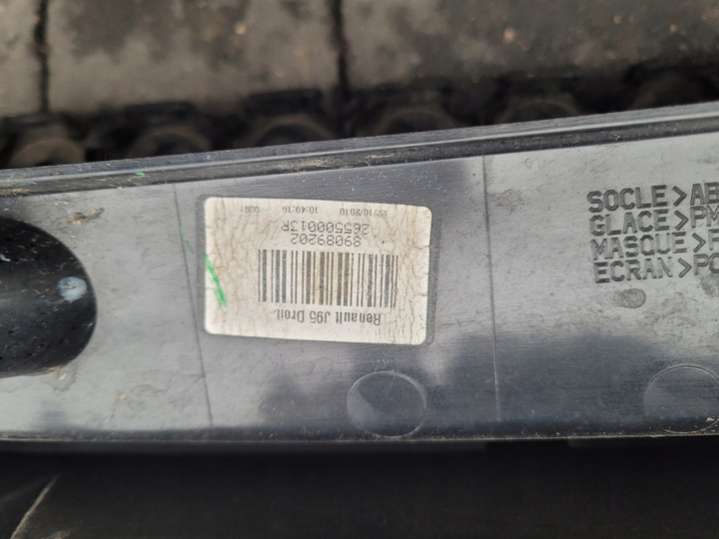 Renault J95 Droit
89089202
265500013R
10:49:16
SOCLE>AB
GLACE>PM
MASQUE>P
ECRAN>PC